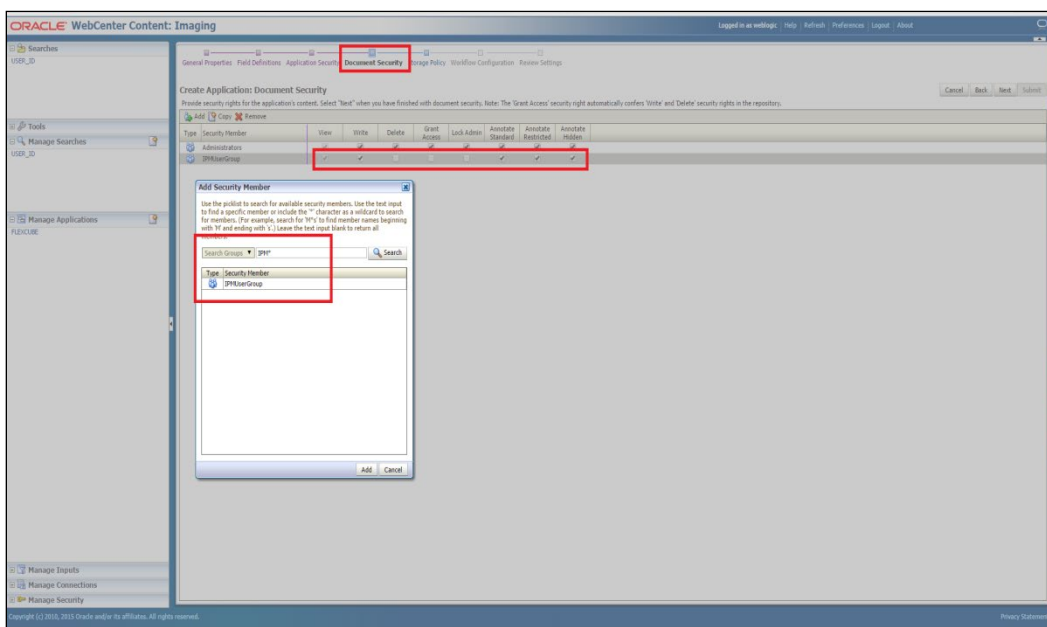 ORACLE WebCenter Content: Imaging
Logged in as weblogic | Help | Refresh | Preferences | Logout | About
Searches
USER_ID
Tools
Manage Searches
USER_ID
Manage Applications
FLEXCUBE
Manage Inputs
Manage Connections
Manage Security
General Properties Field Definitions Application Security Document Security Storage Policy Workflow Configuration Review Settings
Create Application: Document Security
Cancel Back Next Submit
Provide security rights for the application's content. Select "Next" when you have finished with document security. Note: The 'Grant Access' security right automatically confers 'Write' and 'Delete' security rights in the repository.
Add Copy Remove
Type Security Member View Write Delete Grant Access Lock Admin Annotate Standard Annotate Restricted Annotate Hidden
Administrators
IPMUserGroup
Add Security Member
Use the picklist to search for available security members. Use the text input
to find a specific member or include the '*' character as a wildcard to search
for members. (For example, search for 'M*s' to find member names beginning
with 'M' and ending with 's'.) Leave the text input blank to return all
members.
Search Groups IPM* Search
Type Security Member
IPMUserGroup
Add Cancel
Copyright (c) 2010, 2015 Oracle and/or its affiliates. All rights reserved.
Privacy Statement